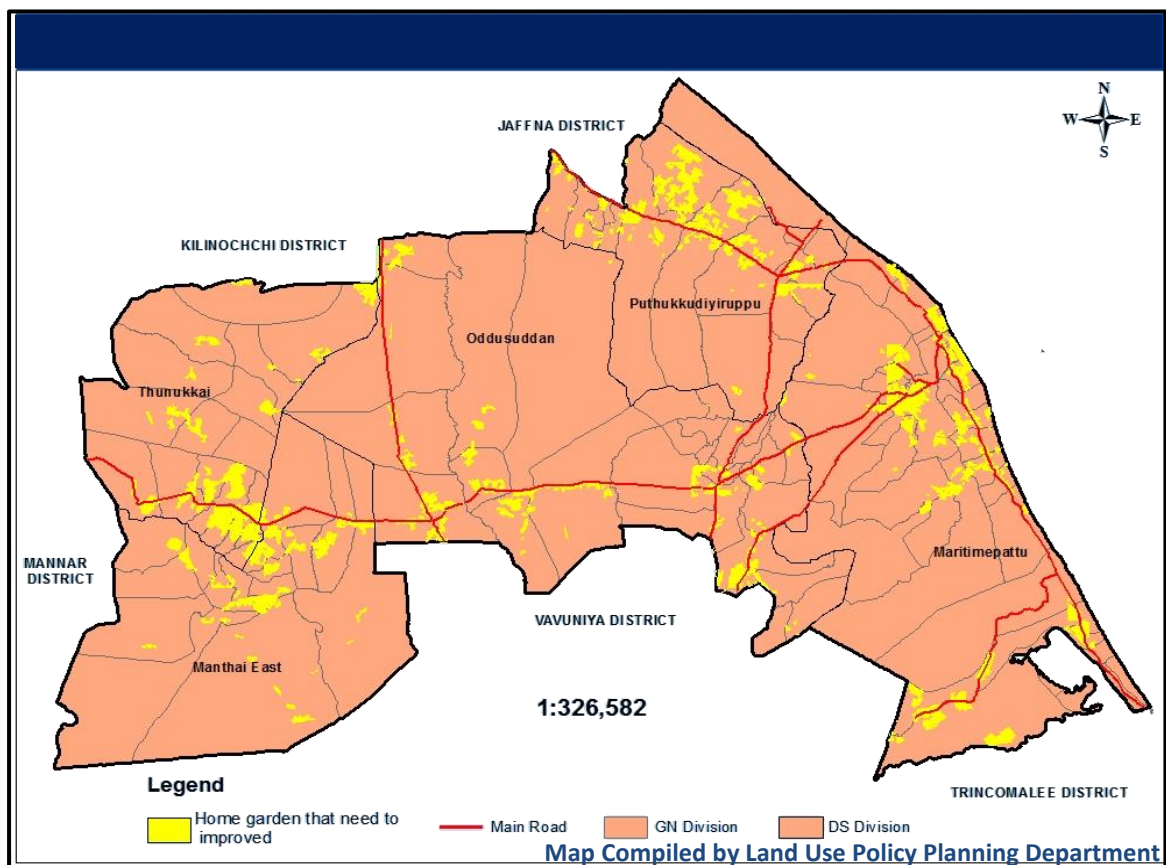 N
W E
S
JAFFNA DISTRICT
KILINOCHCHI DISTRICT
Puthukkudiyiruppu
Oddusuddan
Thunukkai
MANNAR
DISTRICT
Maritimepattu
VAVUNIYA DISTRICT
Manthai East
1:326,582
TRINCOMALEE DISTRICT
Legend
Home garden that need to
improved
Main Road
GN Division
DS Division
Map Compiled by Land Use Policy Planning Department